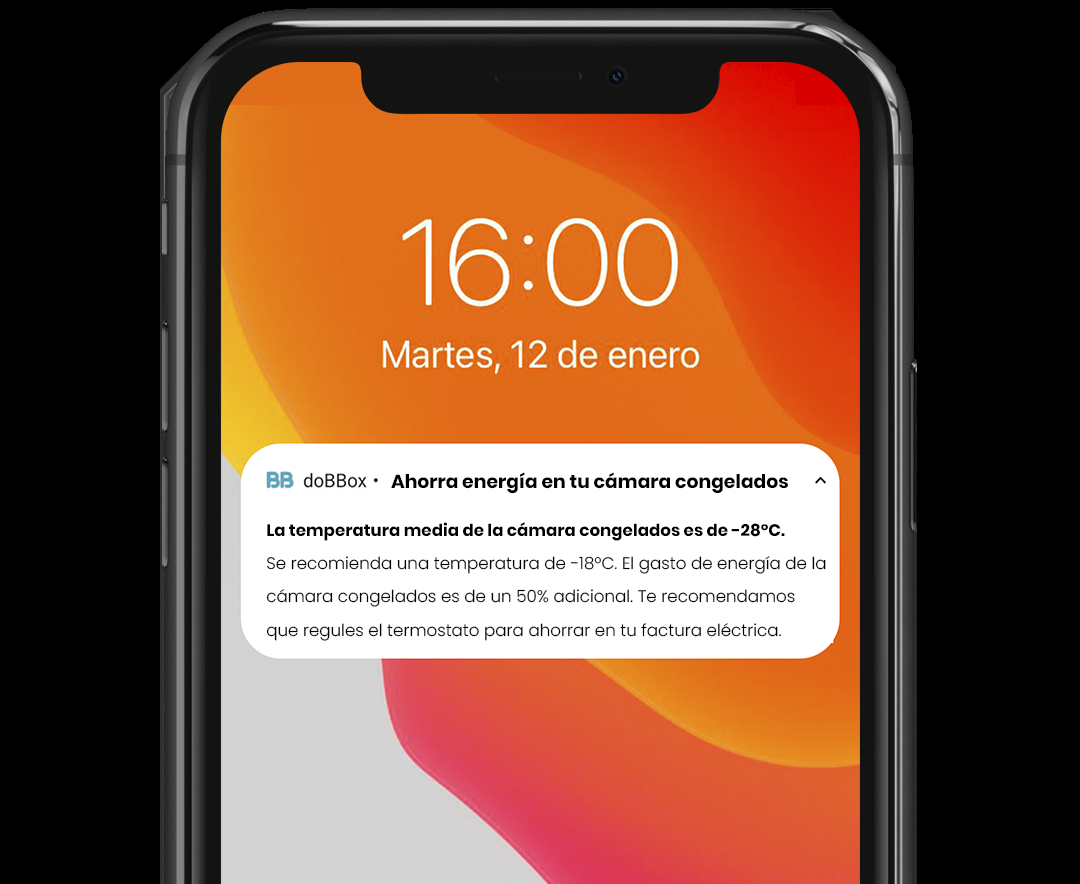 16:00
Martes, 12 de enero
BB doBBox • Ahorra energía en tu cámara congelados
La temperatura media de la cámara congelados es de -28ºC.
Se recomienda una temperatura de -18ºC. El gasto de energía de la
cámara congelados es de un 50% adicional. Te recomendamos
que regules el termostato para ahorrar en tu factura eléctrica.